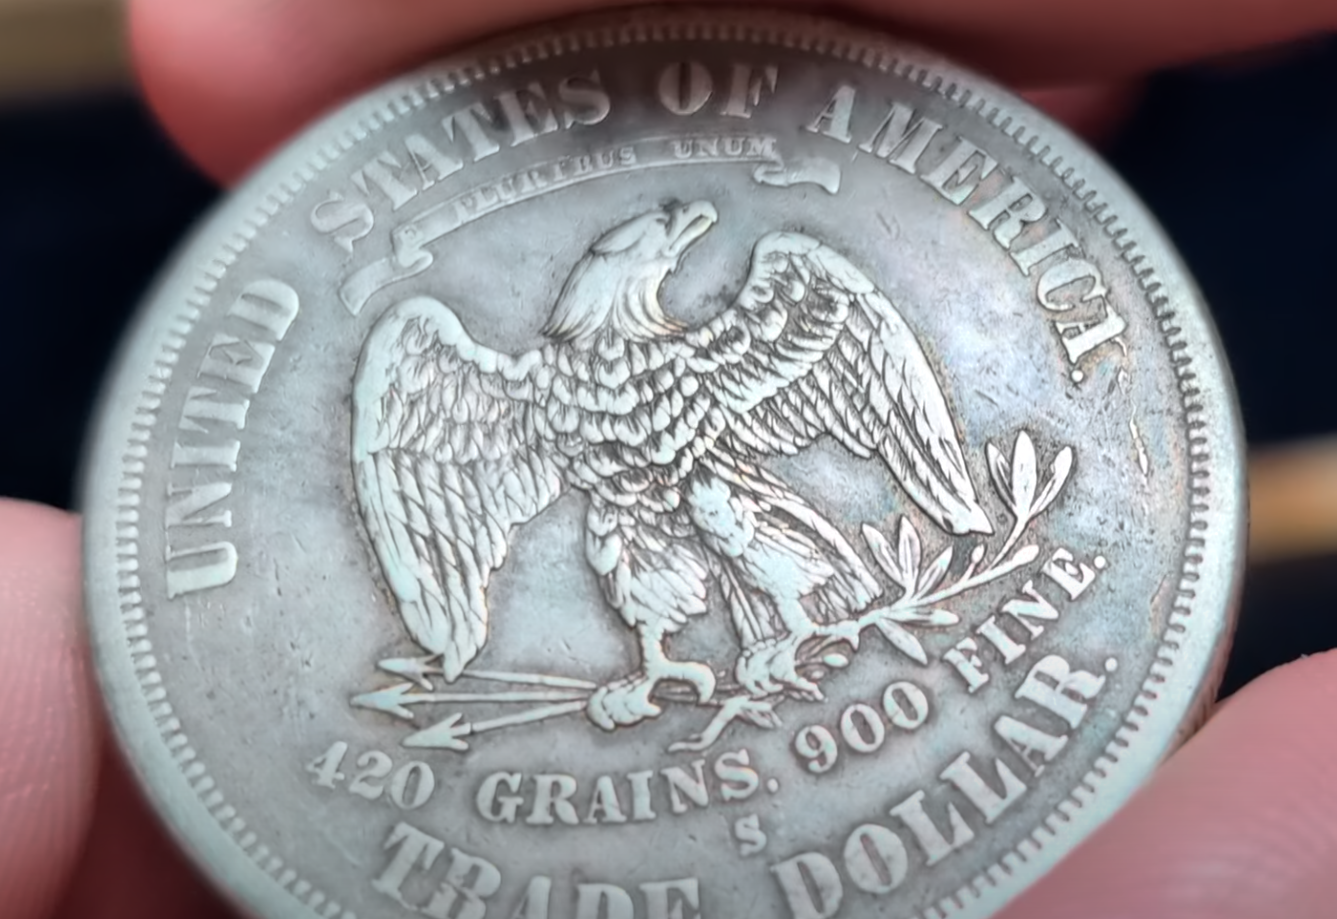 UNITED STATES OF AMERICA.
E PLURIBUS UNUM
420 GRAINS. 900 FINE.
S
TRADE DOLLAR.